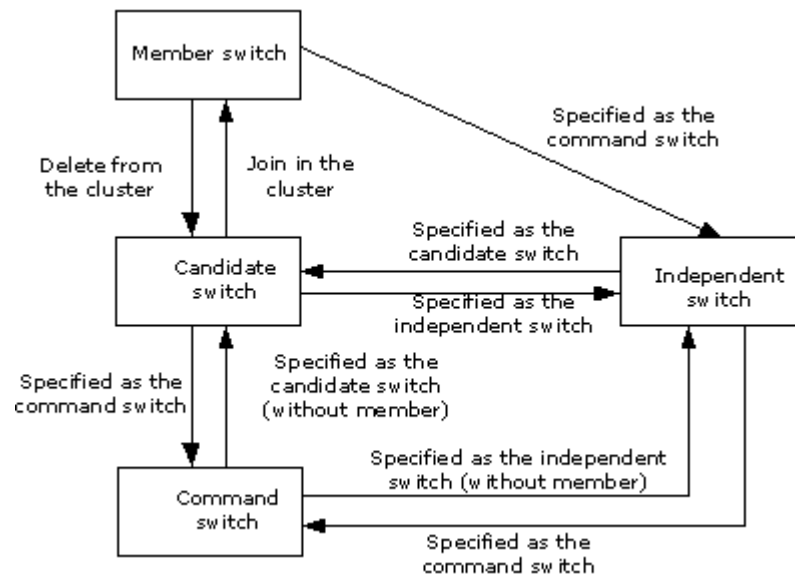 Member switch
Specified as the
command switch
Delete from
the cluster
Join in the
cluster
Specified as the
candidate switch
Candidate
switch
Independent
switch
Specified as the
independent switch
Specified as the
command switch
Specified as the
candidate switch
(without member)
Specified as the independent
switch (without member)
Command
switch
Specified as the
command switch